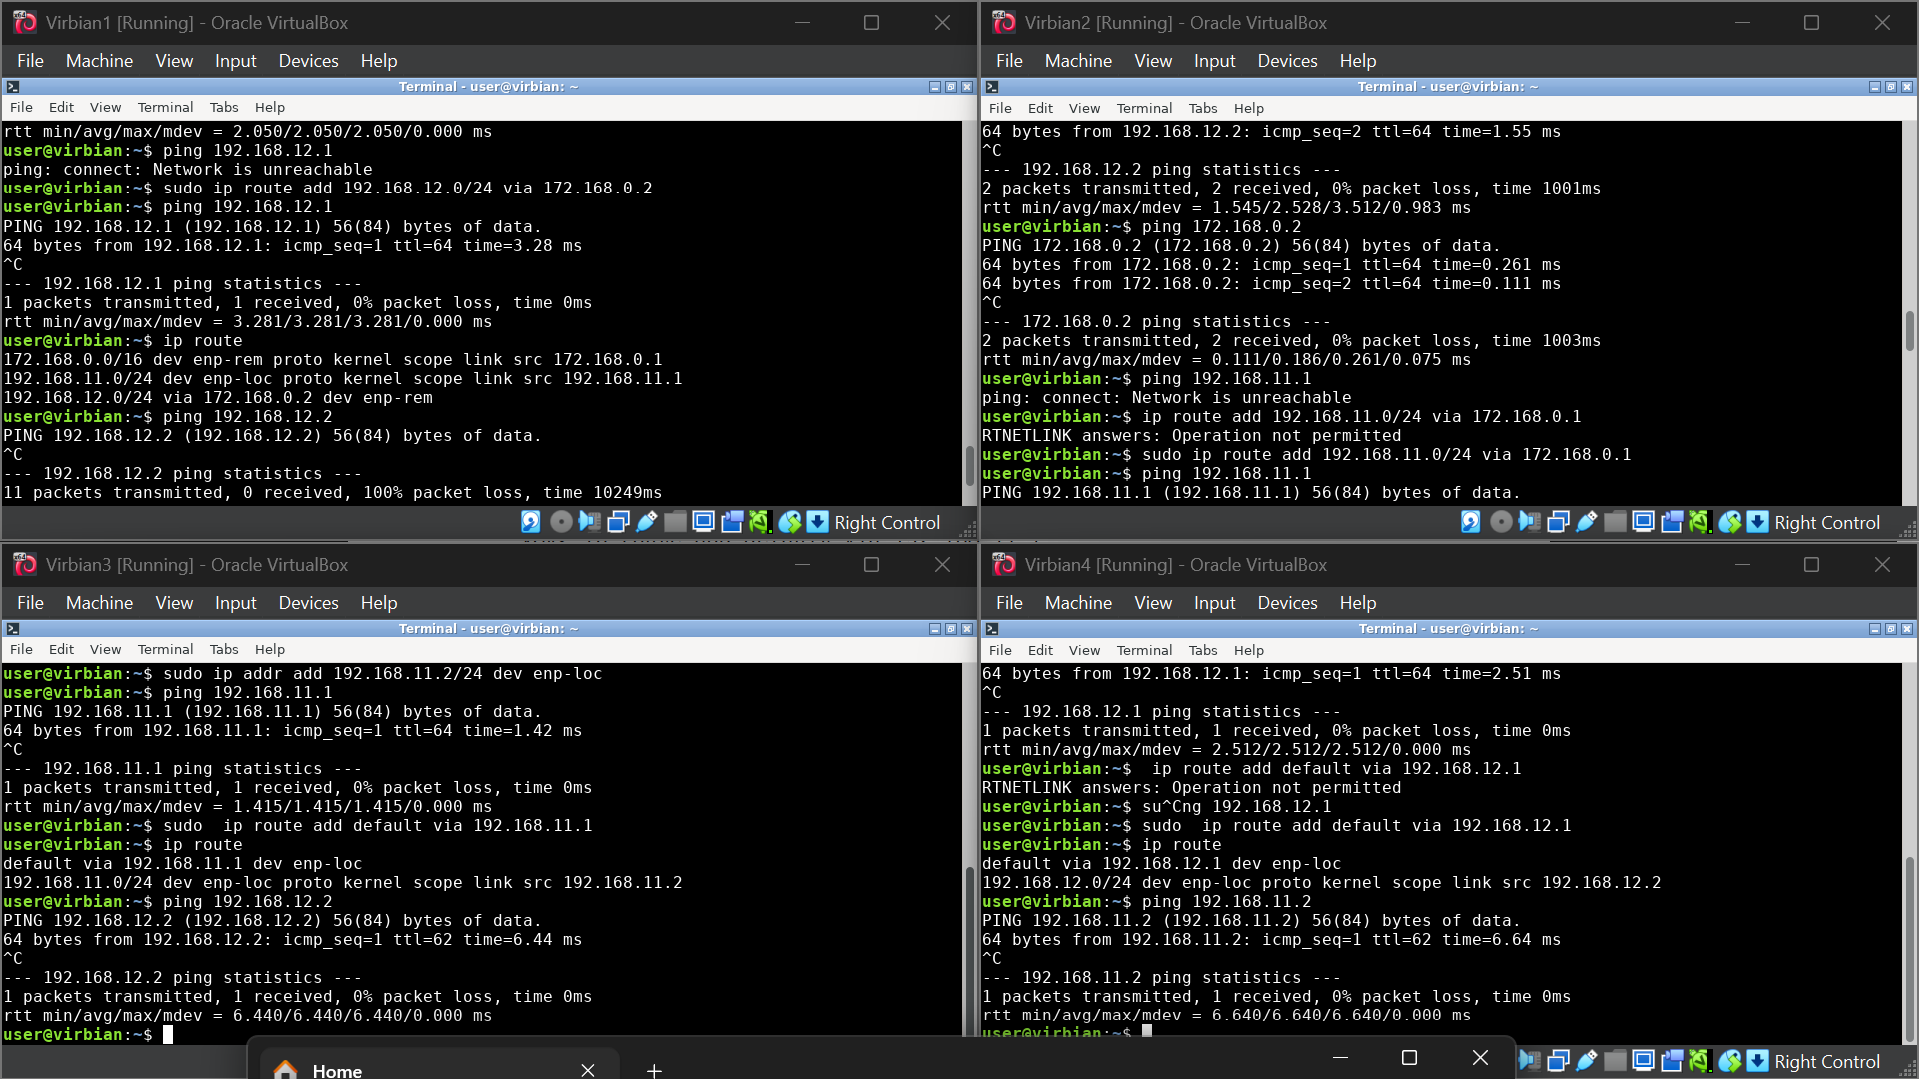 Virbian1 [Running] - Oracle VirtualBox
File Machine View Input Devices Help
Terminal - user@virbian: ~
File Edit View Terminal Tabs Help
rtt min/avg/max/mdev = 2.050/2.050/2.050/0.000 ms
user@virbian:~$ ping 192.168.12.1
ping: connect: Network is unreachable
user@virbian:~$ sudo ip route add 192.168.12.0/24 via 172.168.0.2
user@virbian:~$ ping 192.168.12.1
PING 192.168.12.1 (192.168.12.1) 56(84) bytes of data.
64 bytes from 192.168.12.1: icmp_seq=1 ttl=64 time=3.28 ms
^C
--- 192.168.12.1 ping statistics ---
1 packets transmitted, 1 received, 0% packet loss, time 0ms
rtt min/avg/max/mdev = 3.281/3.281/3.281/0.000 ms
user@virbian:~$ ip route
172.168.0.0/16 dev enp-rem proto kernel scope link src 172.168.0.1
192.168.11.0/24 dev enp-loc proto kernel scope link src 192.168.11.1
192.168.12.0/24 via 172.168.0.2 dev enp-rem
user@virbian:~$ ping 192.168.12.2
PING 192.168.12.2 (192.168.12.2) 56(84) bytes of data.
^C
--- 192.168.12.2 ping statistics ---
11 packets transmitted, 0 received, 100% packet loss, time 10249ms
Right Control
Virbian2 [Running] - Oracle VirtualBox
File Machine View Input Devices Help
Terminal - user@virbian: ~
File Edit View Terminal Tabs Help
64 bytes from 192.168.12.2: icmp_seq=2 ttl=64 time=1.55 ms
^C
--- 192.168.12.2 ping statistics ---
2 packets transmitted, 2 received, 0% packet loss, time 1001ms
rtt min/avg/max/mdev = 1.545/2.528/3.512/0.983 ms
user@virbian:~$ ping 172.168.0.2
PING 172.168.0.2 (172.168.0.2) 56(84) bytes of data.
64 bytes from 172.168.0.2: icmp_seq=1 ttl=64 time=0.261 ms
64 bytes from 172.168.0.2: icmp_seq=2 ttl=64 time=0.111 ms
^C
--- 172.168.0.2 ping statistics ---
2 packets transmitted, 2 received, 0% packet loss, time 1003ms
rtt min/avg/max/mdev = 0.111/0.186/0.261/0.075 ms
user@virbian:~$ ping 192.168.11.1
ping: connect: Network is unreachable
user@virbian:~$ ip route add 192.168.11.0/24 via 172.168.0.1
RTNETLINK answers: Operation not permitted
user@virbian:~$ sudo ip route add 192.168.11.0/24 via 172.168.0.1
user@virbian:~$ ping 192.168.11.1
PING 192.168.11.1 (192.168.11.1) 56(84) bytes of data.
Right Control
Virbian3 [Running] - Oracle VirtualBox
File Machine View Input Devices Help
Terminal - user@virbian: ~
File Edit View Terminal Tabs Help
user@virbian:~$ sudo ip addr add 192.168.11.2/24 dev enp-loc
user@virbian:~$ ping 192.168.11.1
PING 192.168.11.1 (192.168.11.1) 56(84) bytes of data.
64 bytes from 192.168.11.1: icmp_seq=1 ttl=64 time=1.42 ms
^C
--- 192.168.11.1 ping statistics ---
1 packets transmitted, 1 received, 0% packet loss, time 0ms
rtt min/avg/max/mdev = 1.415/1.415/1.415/0.000 ms
user@virbian:~$ sudo  ip route add default via 192.168.11.1
user@virbian:~$ ip route
default via 192.168.11.1 dev enp-loc
192.168.11.0/24 dev enp-loc proto kernel scope link src 192.168.11.2
user@virbian:~$ ping 192.168.12.2
PING 192.168.12.2 (192.168.12.2) 56(84) bytes of data.
64 bytes from 192.168.12.2: icmp_seq=1 ttl=62 time=6.44 ms
^C
--- 192.168.12.2 ping statistics ---
1 packets transmitted, 1 received, 0% packet loss, time 0ms
rtt min/avg/max/mdev = 6.440/6.440/6.440/0.000 ms
user@virbian:~$
Virbian4 [Running] - Oracle VirtualBox
File Machine View Input Devices Help
Terminal - user@virbian: ~
File Edit View Terminal Tabs Help
64 bytes from 192.168.12.1: icmp_seq=1 ttl=64 time=2.51 ms
^C
--- 192.168.12.1 ping statistics ---
1 packets transmitted, 1 received, 0% packet loss, time 0ms
rtt min/avg/max/mdev = 2.512/2.512/2.512/0.000 ms
user@virbian:~$  ip route add default via 192.168.12.1
RTNETLINK answers: Operation not permitted
user@virbian:~$ su^Cng 192.168.12.1
user@virbian:~$ sudo  ip route add default via 192.168.12.1
user@virbian:~$ ip route
default via 192.168.12.1 dev enp-loc
192.168.12.0/24 dev enp-loc proto kernel scope link src 192.168.12.2
user@virbian:~$ ping 192.168.11.2
PING 192.168.11.2 (192.168.11.2) 56(84) bytes of data.
64 bytes from 192.168.11.2: icmp_seq=1 ttl=62 time=6.64 ms
^C
--- 192.168.11.2 ping statistics ---
1 packets transmitted, 1 received, 0% packet loss, time 0ms
rtt min/avg/max/mdev = 6.640/6.640/6.640/0.000 ms
user@virbian:~$
Right Control
Home